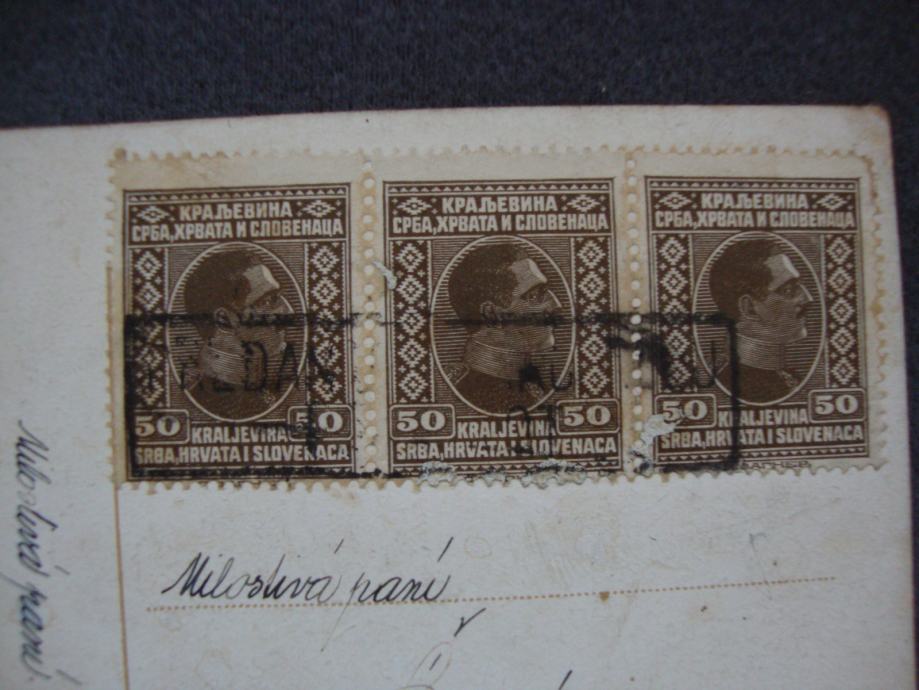 КРАЉЕВИНА
СРБА, ХРВАТА И СЛОВЕНАЦА
50 50
KRALJEVINA
SRBA, HRVATA I SLOVENACA
КРАЉЕВИНА
СРБА, ХРВАТА И СЛОВЕНАЦА
50 50
KRALJEVINA
SRBA, HRVATA I SLOVENACA
КРАЉЕВИНА
СРБА, ХРВАТА И СЛОВЕНАЦА
50 50
KRALJEVINA
SRBA, HRVATA I SLOVENACA
Milostivá paní
Milostivá paní